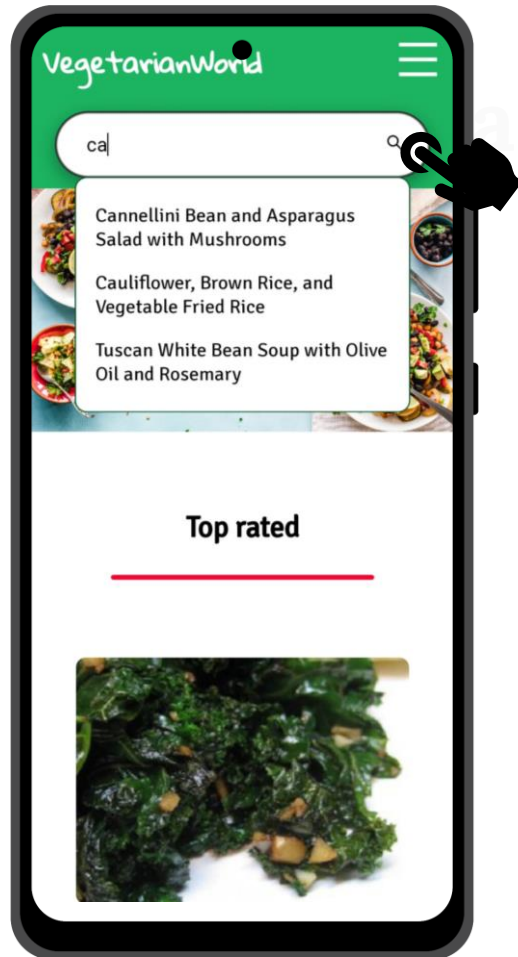 VegetarianWorld
ca
Cannellini Bean and Asparagus
Salad with Mushrooms
Cauliflower, Brown Rice, and
Vegetable Fried Rice
Tuscan White Bean Soup with Olive
Oil and Rosemary
Top rated